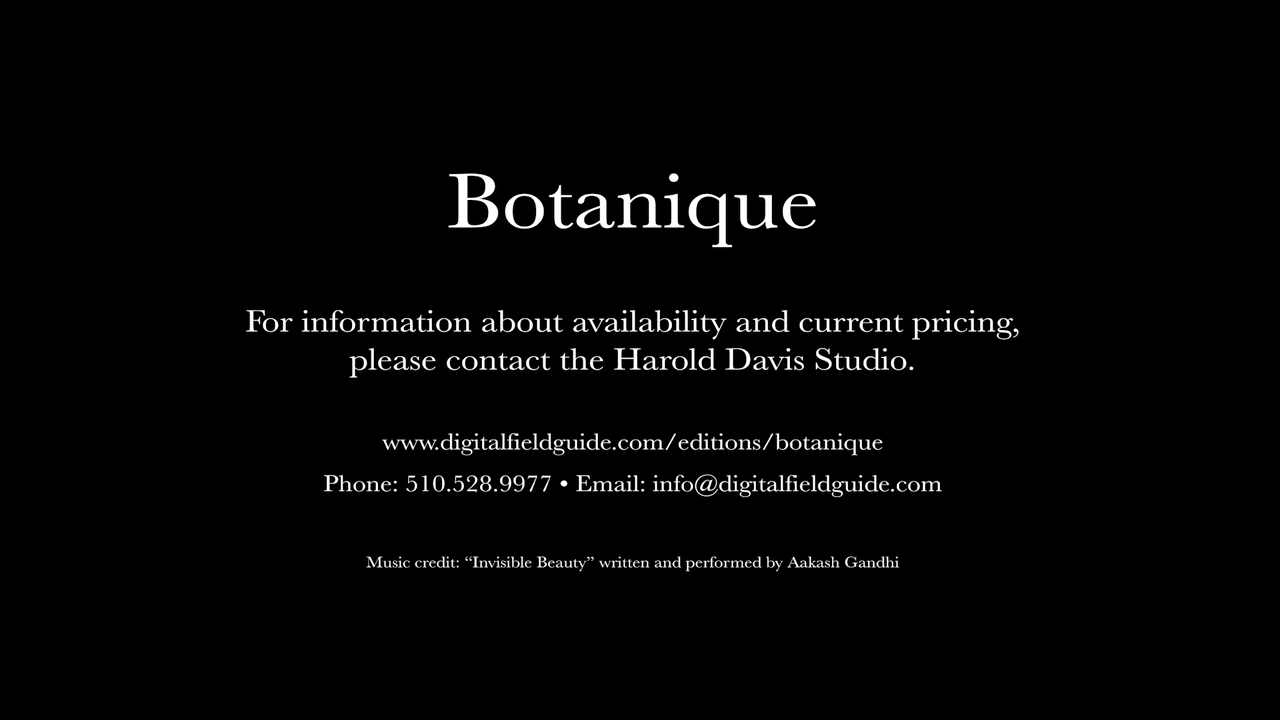 Botanique
For information about availability and current pricing,
please contact the Harold Davis Studio.
www.digitalfieldguide.com/editions/botanique
Phone: 510.528.9977 • Email: info@digitalfieldguide.com
Music credit: “Invisible Beauty” written and performed by Aakash Gandhi